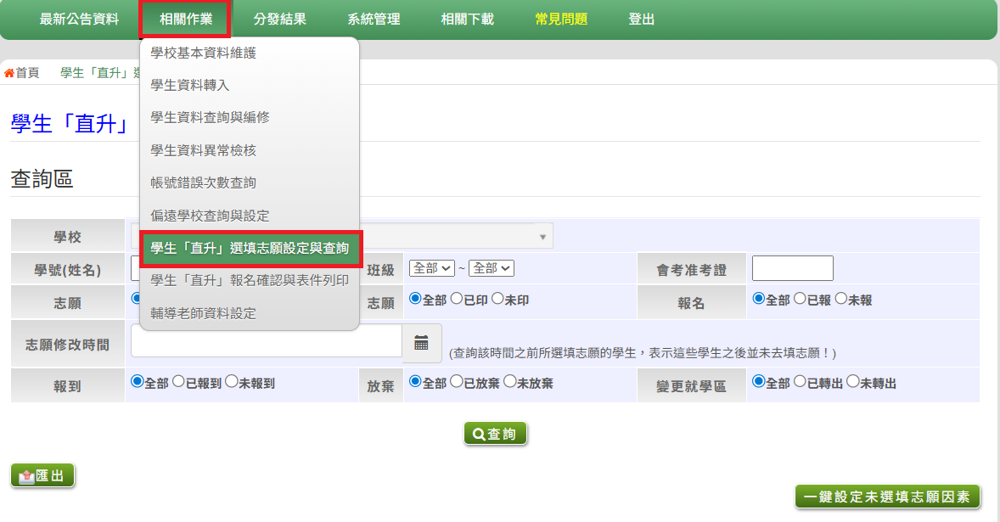 最新公告資料 相關作業 分發結果 系統管理 相關下載 常見問題 登出
學校基本資料維護
首頁 學生「直升」
學生資料轉入
學生資料查詢與編修
學生「直升」
學生資料異常檢核
查詢區
帳號錯誤次數查詢
偏遠學校查詢與設定
學校
學生「直升」選填志願設定與查詢
學號(姓名) 班級 全部 ~ 全部 會考准考證
學生「直升」報名確認與表件列印
志願 志願 全部 已印 未印 報名 全部 已報 未報
輔導老師資料設定
志願修改時間 (查詢該時間之前所選填志願的學生，表示這些學生之後並未去填志願！)
報到 全部 已報到 未報到 放棄 全部 已放棄 未放棄 變更就學區 全部 已轉出 未轉出
查詢
匯出
一鍵設定未選填志願因素